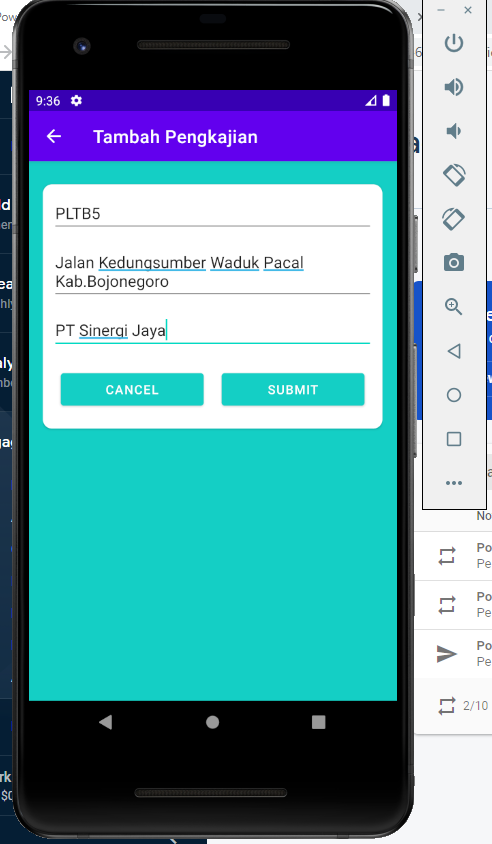 9:36
Tambah Pengkajian
PLTB5
Jalan Kedungsumber Waduk Pacal
Kab.Bojonegoro
PT Sinergi Jaya
CANCEL
SUBMIT
No
Po
Pe
Po
Pe
Po
Pe
2/10